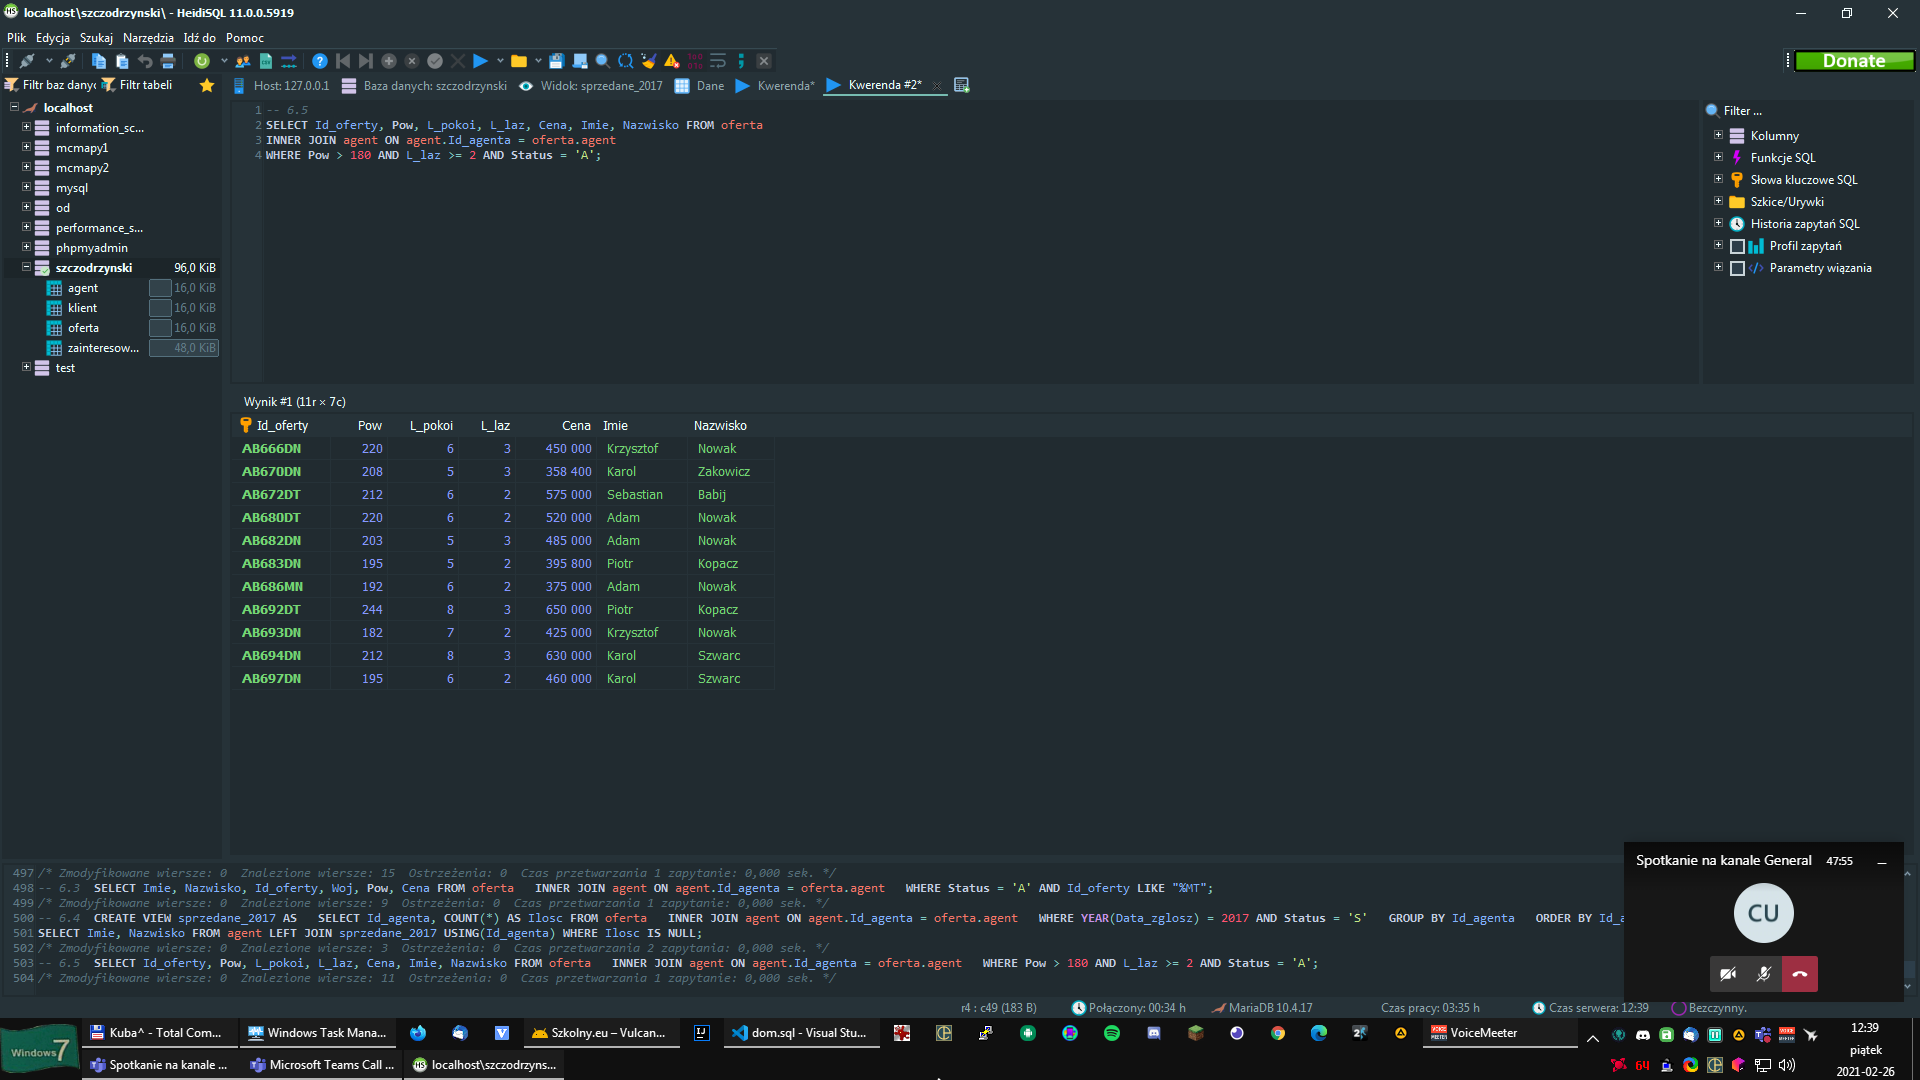 localhost\szczodrzynski\ - HeidiSQL 11.0.0.5919
Plik Edycja Szukaj Narzędzia Idź do Pomoc
Donate
Filtr baz dany Filtr tabeli
Host: 127.0.0.1 Baza danych: szczodrzynski Widok: sprzedane_2017 Dane Kwerenda* Kwerenda #2*
localhost
information_sc...
mcmapy1
mcmapy2
mysql
od
performance_s...
phpmyadmin
szczodrzynski 96,0 KiB
agent 16,0 KiB
klient 16,0 KiB
oferta 16,0 KiB
zainteresow... 48,0 KiB
test
1 -- 6.5
2 SELECT Id_oferty, Pow, L_pokoi, L_laz, Cena, Imie, Nazwisko FROM oferta
3 INNER JOIN agent ON agent.Id_agenta = oferta.agent
4 WHERE Pow > 180 AND L_laz >= 2 AND Status = 'A';
Filter ...
Kolumny
Funkcje SQL
Słowa kluczowe SQL
Szkice/Urywki
Historia zapytań SQL
Profil zapytań
Parametry wiązania
Wynik #1 (11r × 7c)
Id_oferty Pow L_pokoi L_laz Cena Imie Nazwisko
AB666DN 220 6 3 450 000 Krzysztof Nowak
AB670DN 208 5 3 358 400 Karol Zakowicz
AB672DT 212 6 2 575 000 Sebastian Babij
AB680DT 220 6 2 520 000 Adam Nowak
AB682DN 203 5 3 485 000 Adam Nowak
AB683DN 195 5 2 395 800 Piotr Kopacz
AB686MN 192 6 2 375 000 Adam Nowak
AB692DT 244 8 3 650 000 Piotr Kopacz
AB693DN 182 7 2 425 000 Krzysztof Nowak
AB694DN 212 8 3 630 000 Karol Szwarc
AB697DN 195 6 2 460 000 Karol Szwarc
497 /* Zmodyfikowane wiersze: 0 Znalezione wiersze: 15 Ostrzeżenia: 0 Czas przetwarzania 1 zapytanie: 0,000 sek. */
498 -- 6.3 SELECT Imie, Nazwisko, Id_oferty, Woj, Pow, Cena FROM oferta INNER JOIN agent ON agent.Id_agenta = oferta.agent WHERE Status = 'A' AND Id_oferty LIKE "%MT";
499 /* Zmodyfikowane wiersze: 0 Znalezione wiersze: 9 Ostrzeżenia: 0 Czas przetwarzania 1 zapytanie: 0,000 sek. */
500 -- 6.4 CREATE VIEW sprzedane_2017 AS SELECT Id_agenta, COUNT(*) AS Ilosc FROM oferta INNER JOIN agent ON agent.Id_agenta = oferta.agent WHERE YEAR(Data_zglosz) = 2017 AND Status = 'S' GROUP BY Id_agenta ORDER BY Id_a
501 SELECT Imie, Nazwisko FROM agent LEFT JOIN sprzedane_2017 USING(Id_agenta) WHERE Ilosc IS NULL;
502 /* Zmodyfikowane wiersze: 0 Znalezione wiersze: 3 Ostrzeżenia: 0 Czas przetwarzania 2 zapytania: 0,000 sek. */
503 -- 6.5 SELECT Id_oferty, Pow, L_pokoi, L_laz, Cena, Imie, Nazwisko FROM oferta INNER JOIN agent ON agent.Id_agenta = oferta.agent WHERE Pow > 180 AND L_laz >= 2 AND Status = 'A';
504 /* Zmodyfikowane wiersze: 0 Znalezione wiersze: 11 Ostrzeżenia: 0 Czas przetwarzania 1 zapytanie: 0,000 sek. */
Spotkanie na kanale General 47:55
CU
r4 : c49 (183 B) Połączony: 00:34 h MariaDB 10.4.17 Czas pracy: 03:35 h Czas serwera: 12:39 Bezczynny.
Windows 7
Kuba^ - Total Com... Windows Task Mana... Szkolny.eu – Vulcan... dom.sql - Visual Stu... VoiceMeeter
Spotkanie na kanale ... Microsoft Teams Call ... localhost\szczodrzyns...
64
12:39
piątek
2021-02-26